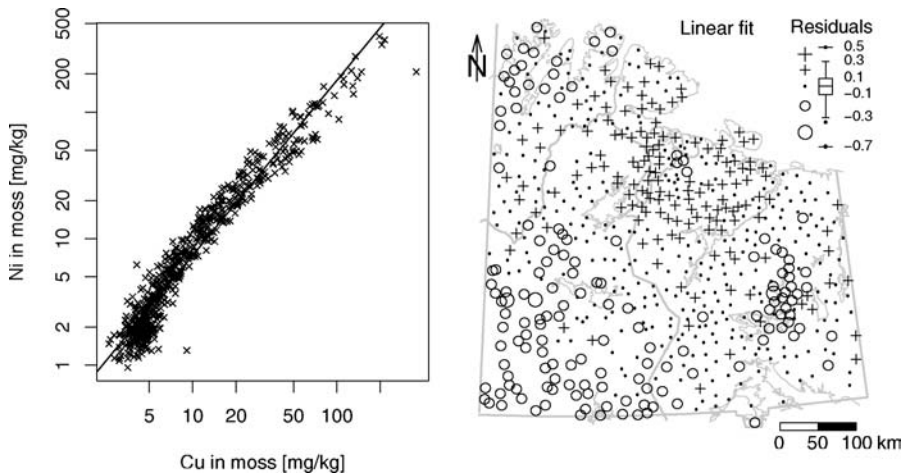 500
200
50
20
10
5
2
1
Ni in moss [mg/kg]
5 10 20 50 100
Cu in moss [mg/kg]
N
Linear fit
Residuals
0.5
0.3
0.1
−0.1
−0.3
−0.7
0 50 100 km